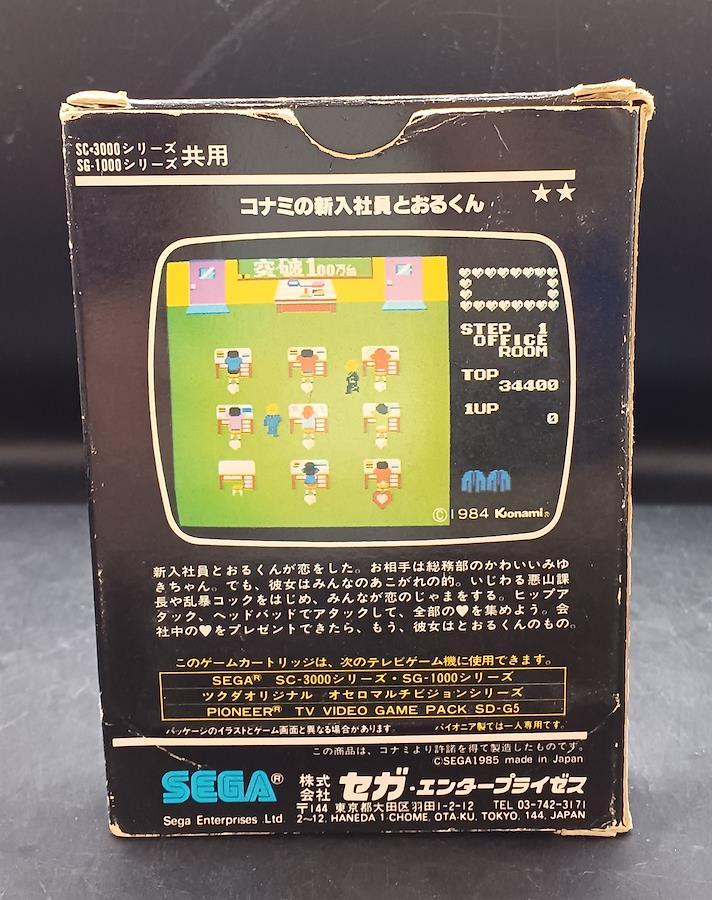 SC-3000シリーズ
SG-1000シリーズ 共用
★★
コナミの新入社員とおるくん
突破100万台
STEP 1
OFFICE
ROOM
TOP
34400
1UP
0
©1984 Konami®
新入社員とおるくんが恋をした。お相手は総務部のかわいいみゆ
きちゃん。でも、彼女はみんなのあこがれの的。いじわる悪山課
長や乱暴コックをはじめ、みんなが恋のじゃまをする。ヒップア
タック、ヘッドバッドでアタックして、全部の♥を集めよう。会
社中の♥をプレゼントできたら、もう、彼女はとおるくんのもの。
このゲームカートリッジは、次のテレビゲーム機に使用できます。
SEGA® SC-3000シリーズ・SG-1000シリーズ
ツクダオリジナル オセロマルチビジョンシリーズ
PIONEER® TV VIDEO GAME PACK SD-G5
パッケージのイラストとゲーム画面と異なる場合があります。 パイオニア製では一人専用です。
この商品は、コナミより許諾を得て製造したものです。
©SEGA1985 made in Japan
SEGA® 株式会社 セガ・エンタープライゼス
〒144 東京都大田区羽田1-2-12 TEL 03-742-3171
Sega Enterprises Ltd. 2~12, HANEDA 1-CHOME, OTA-KU, TOKYO, 144, JAPAN